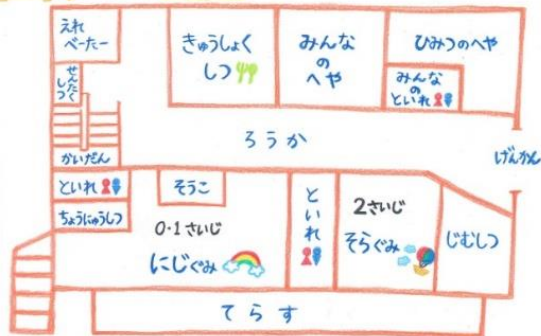 えれ
べーたー
せんたく
しつ
きゅうしょく
しつ
みんな
の
へや
ひみつのへや
みんな
の
といれ
ろうか
げんかん
かいだん
といれ
ちょうにゅうしつ
そうこ
0・1さいじ
にじぐみ
といれ
2さいじ
そらぐみ
じむしつ
てらす